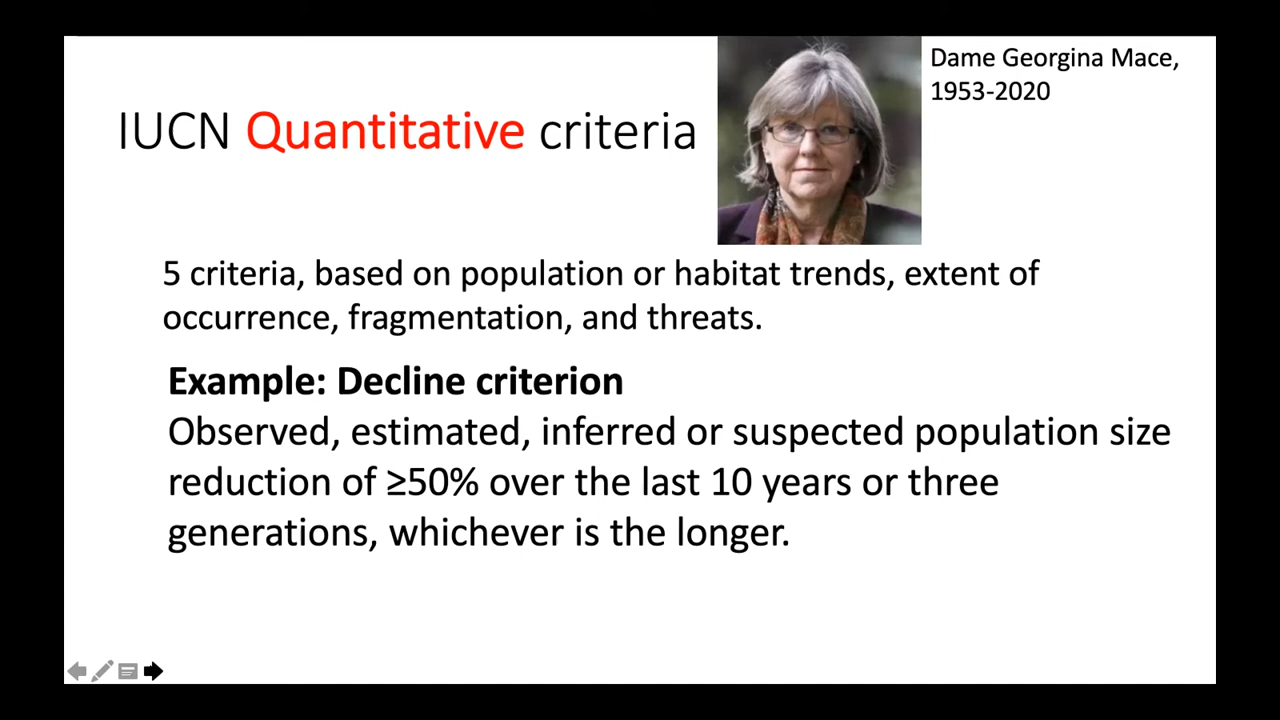 Dame Georgina Mace,
1953-2020
IUCN Quantitative criteria
5 criteria, based on population or habitat trends, extent of
occurrence, fragmentation, and threats.
Example: Decline criterion
Observed, estimated, inferred or suspected population size
reduction of ≥50% over the last 10 years or three
generations, whichever is the longer.